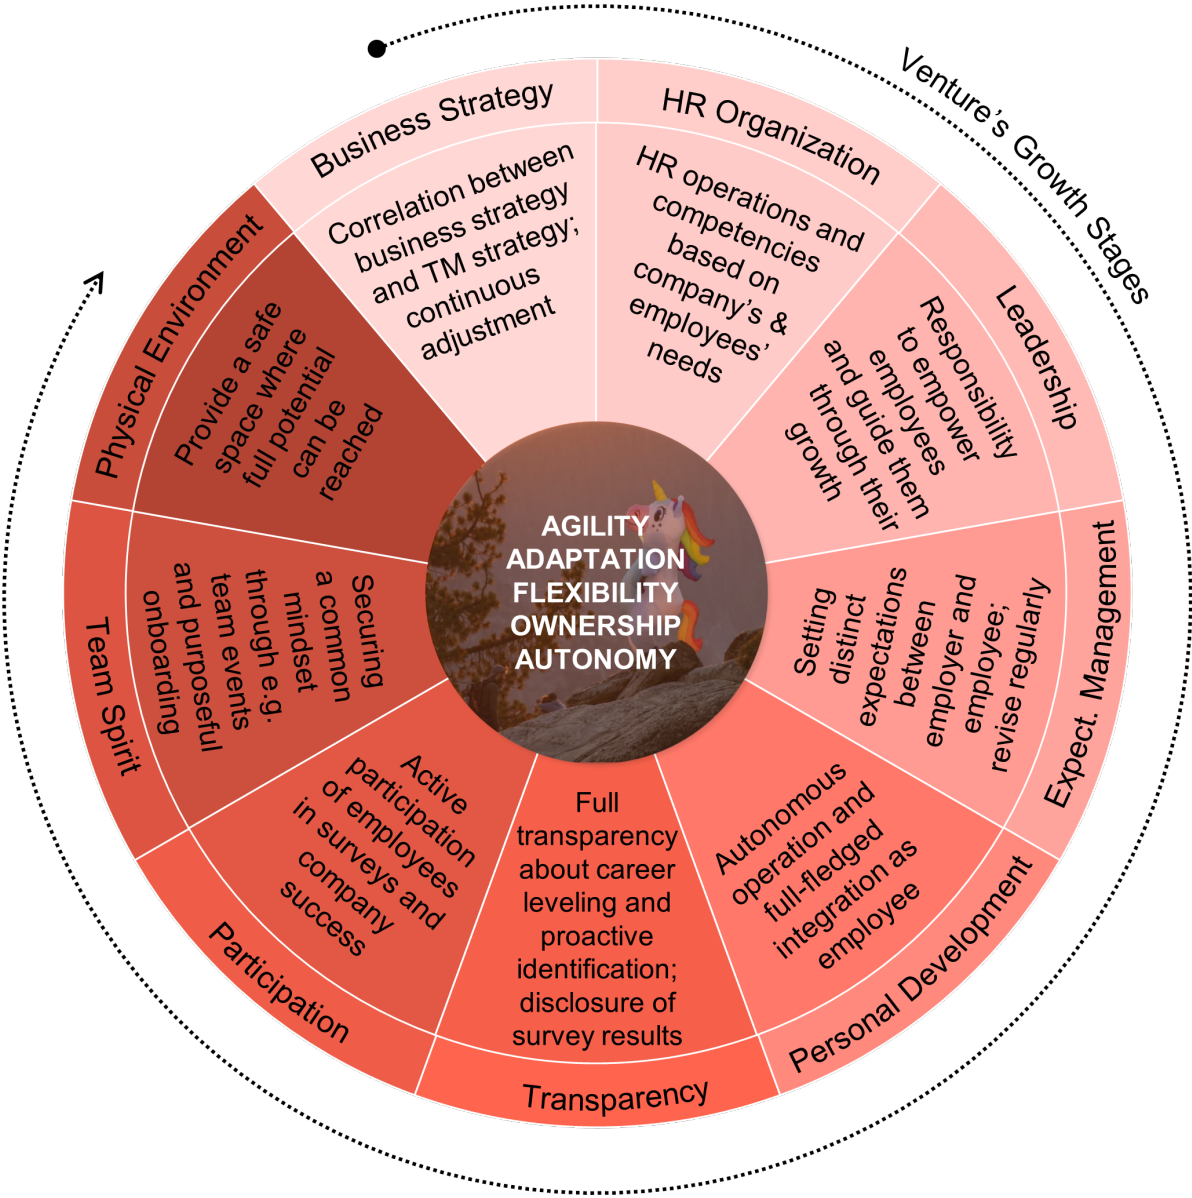 Venture's Growth Stages
Business Strategy
Correlation between
business strategy
and TM strategy;
continuous
adjustment
HR Organization
HR operations and
competencies
based on
company's &
employees'
needs
Leadership
Responsibility
to empower
employees
and guide them
through their
growth
Expect. Management
Setting
distinct
expectations
between
employer and
employee;
revise regularly
Personal Development
Autonomous
operation and
full-fledged
integration as
employee
Transparency
Full
transparency
about career
leveling and
proactive
identification;
disclosure of
survey results
Participation
Active
participation
of employees
in surveys and
company
success
Team Spirit
Securing
a common
mindset
through e.g.
team events
and purposeful
onboarding
Physical Environment
Provide a safe
space where
full potential
can be
reached
AGILITY
ADAPTATION
FLEXIBILITY
OWNERSHIP
AUTONOMY